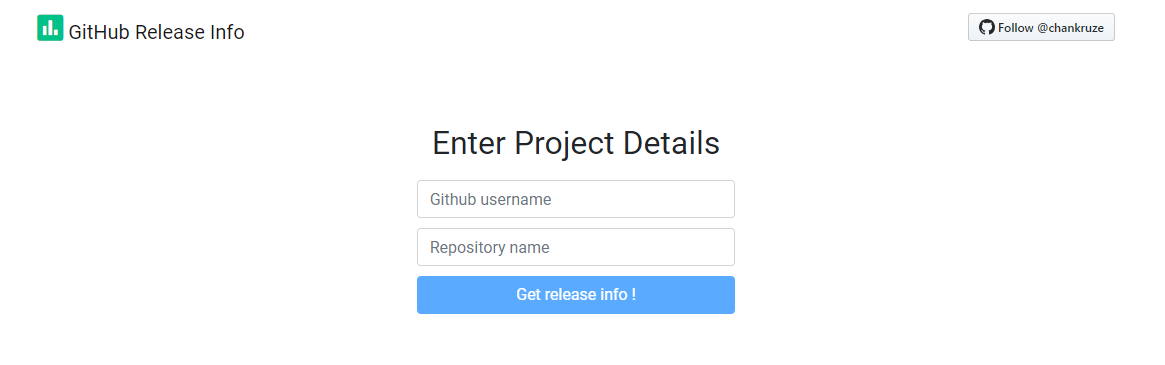 GitHub Release Info
Follow @chankruze
Enter Project Details
Github username
Repository name
Get release info !